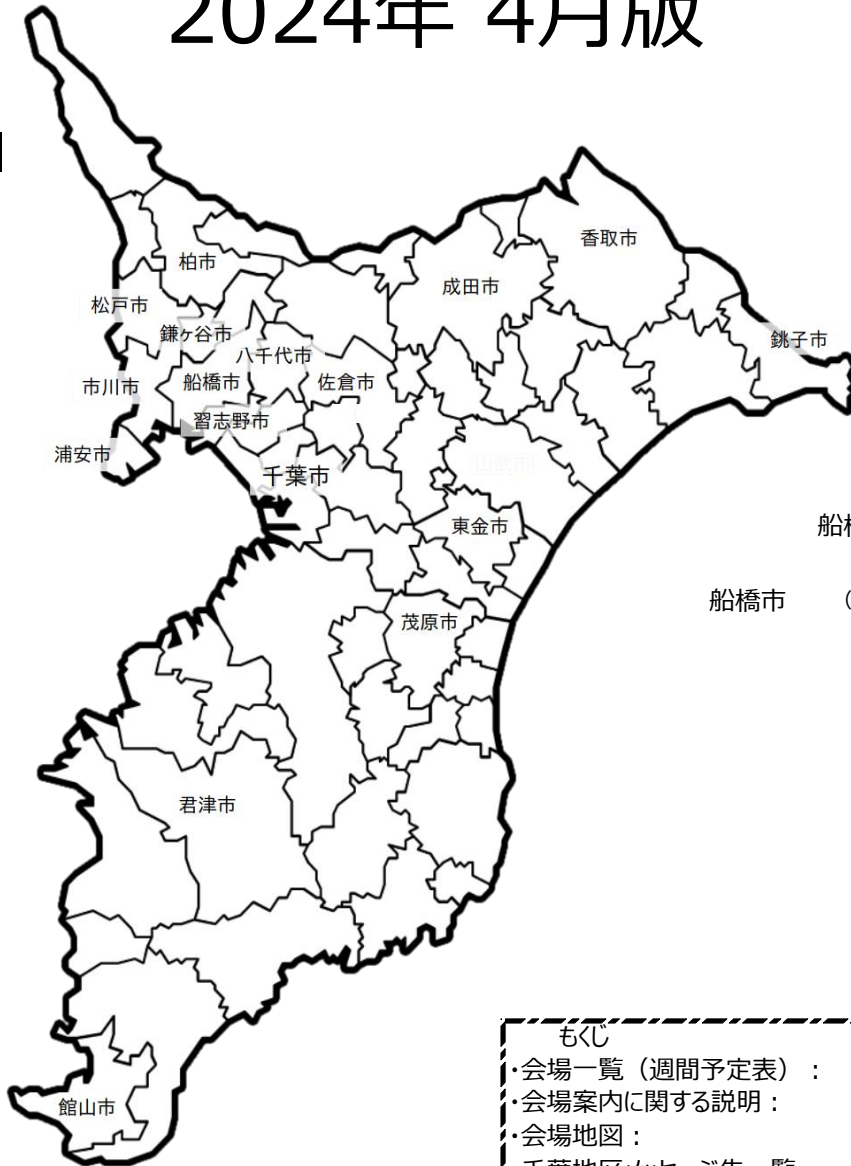 2024年 4月版
香取市
柏市
成田市
松戸市
鎌ヶ谷市
銚子市
八千代市
市川市
船橋市
佐倉市
習志野市
浦安市
山武市
千葉市
東金市
船橋市 （
茂原市
君津市
もくじ
・会場一覧（週間予定表）：
・会場案内に関する説明：
・会場地図：
館山市